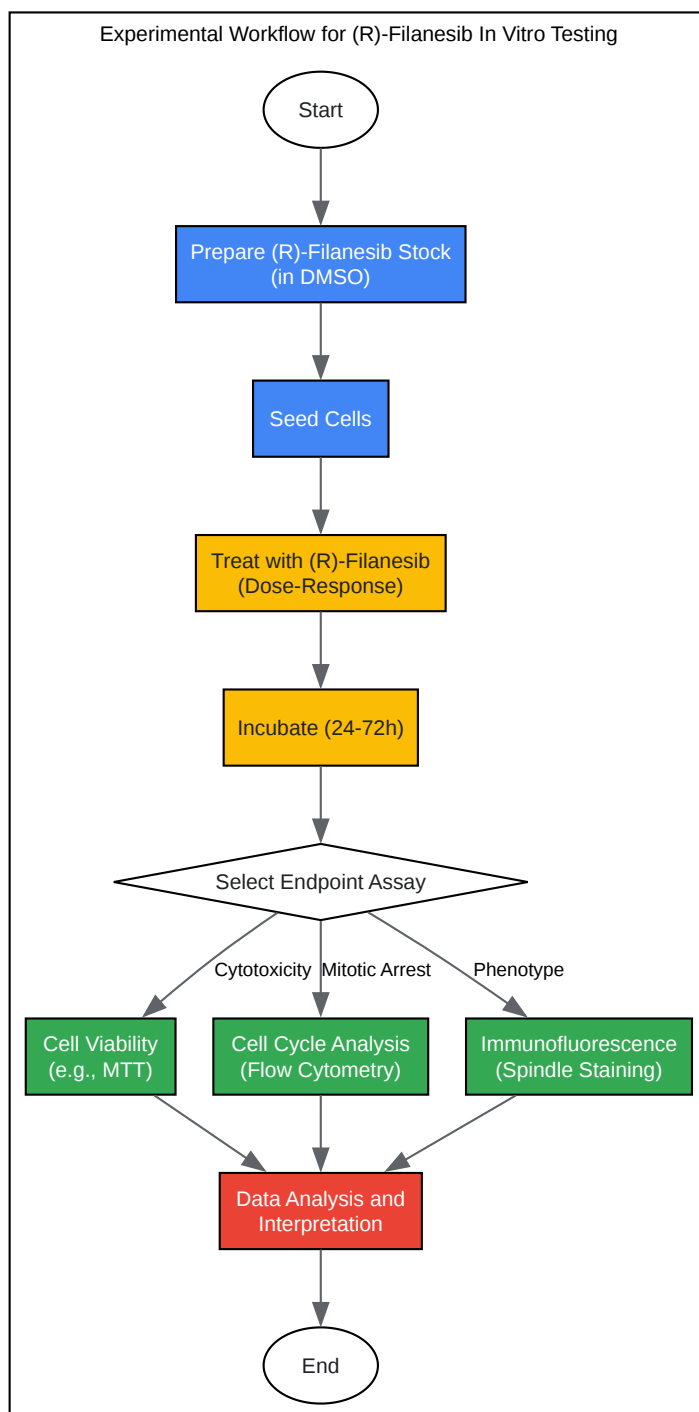 Experimental Workflow for (R)-Filanesib In Vitro Testing
Start
Prepare (R)-Filanesib Stock
(in DMSO)
Seed Cells
Treat with (R)-Filanesib
(Dose-Response)
Incubate (24-72h)
Select Endpoint Assay
Cytotoxicity
Mitotic Arrest
Phenotype
Cell Viability
(e.g., MTT)
Cell Cycle Analysis
(Flow Cytometry)
Immunofluorescence
(Spindle Staining)
Data Analysis and
Interpretation
End